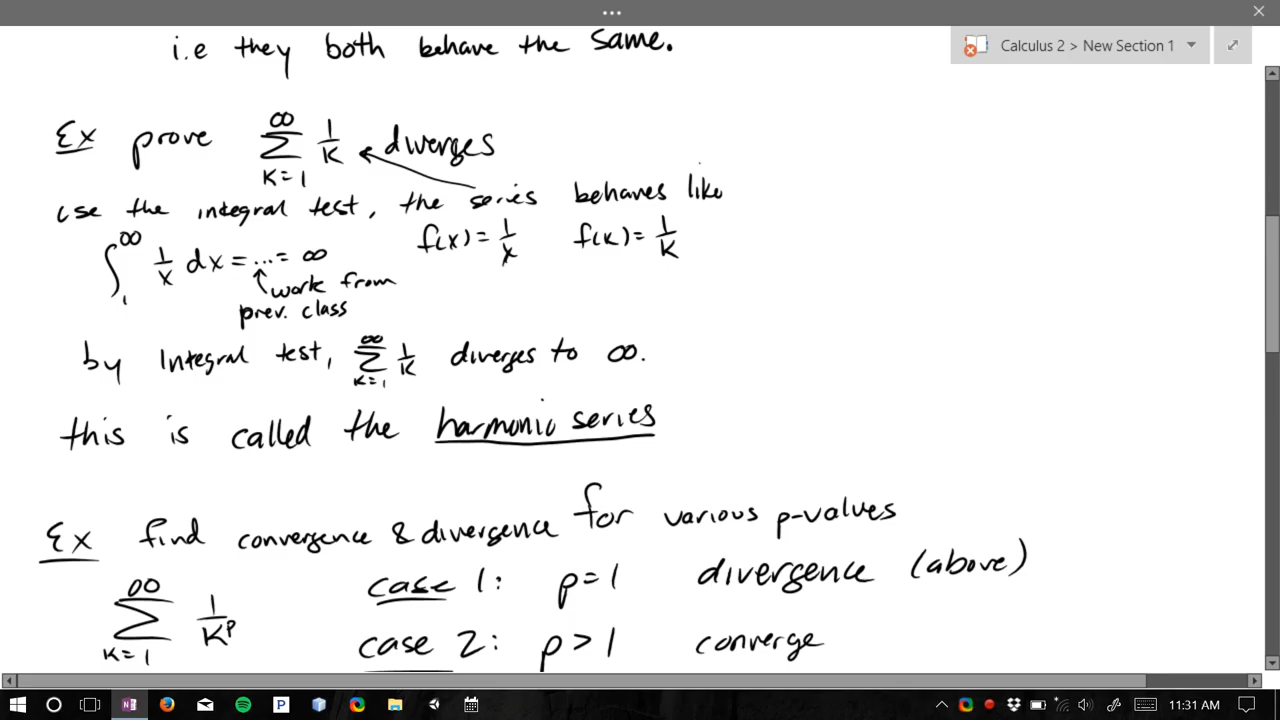 Calculus 2 > New Section 1
i.e they both behave the same.
Ex prove ∞ Σ K=1 1/K diverges
use the integral test, the series behaves like
∫ 1 ∞ 1/x dx = ... = ∞ f(x) = 1/x f(K) = 1/K
work from
prev. class
by Integral test, ∞ Σ K=1 1/K diverges to ∞.
this is called the harmonic series
Ex find convergence & divergence for various p-values
∞ Σ K=1 1/K^p case 1: p=1 divergence (above)
case 2: p>1 converge
11:31 AM